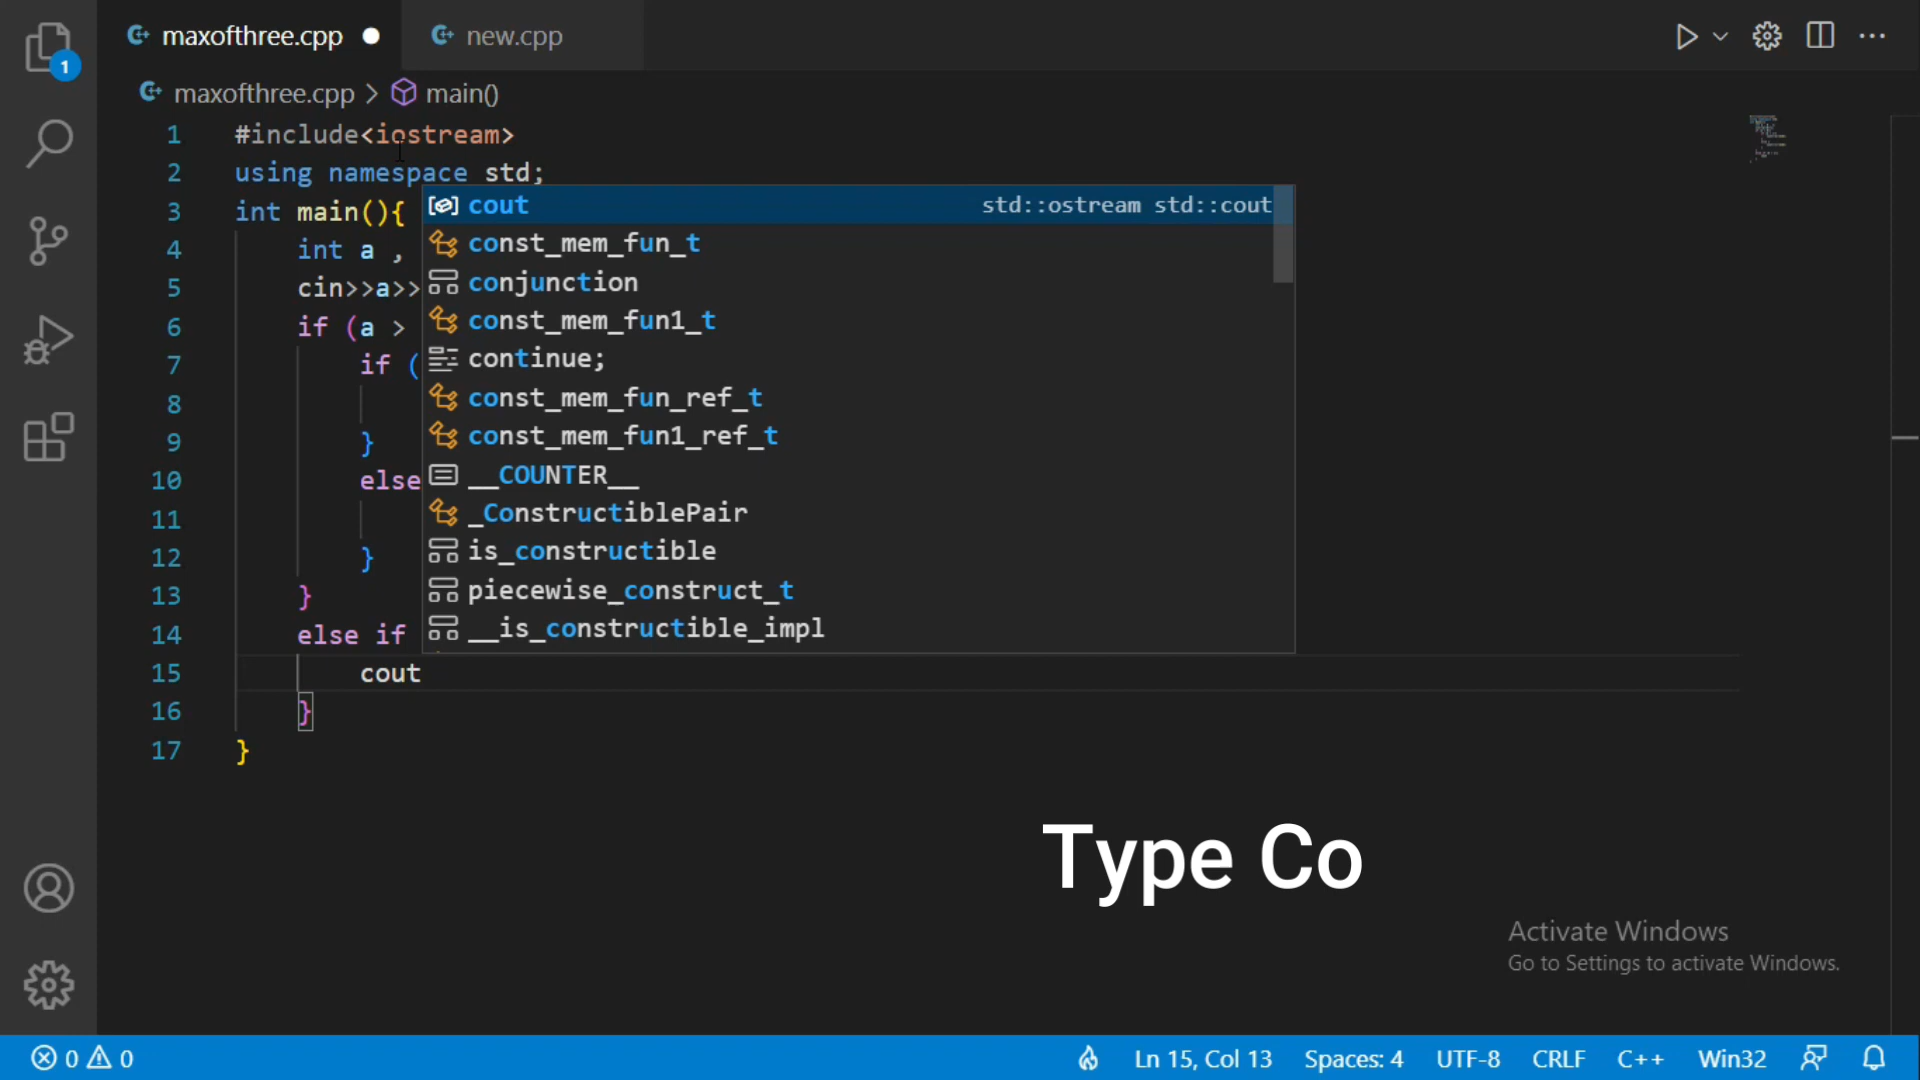 maxofthree.cpp new.cpp
1
maxofthree.cpp > main()
1 #include<iostream>
2 using namespace std;
3 int main(){
4 int a ,
5 cin>>a>>
6 if (a >
7 if (
8
9 }
10 else
11
12 }
13 }
14 else if
15 cout
16 }
17 }
cout std::ostream std::cout
const_mem_fun_t
conjunction
const_mem_fun1_t
continue;
const_mem_fun_ref_t
const_mem_fun1_ref_t
__COUNTER__
_ConstructiblePair
is_constructible
piecewise_construct_t
__is_constructible_impl
Type Co
Activate Windows
Go to Settings to activate Windows.
0 0 Ln 15, Col 13 Spaces: 4 UTF-8 CRLF C++ Win32